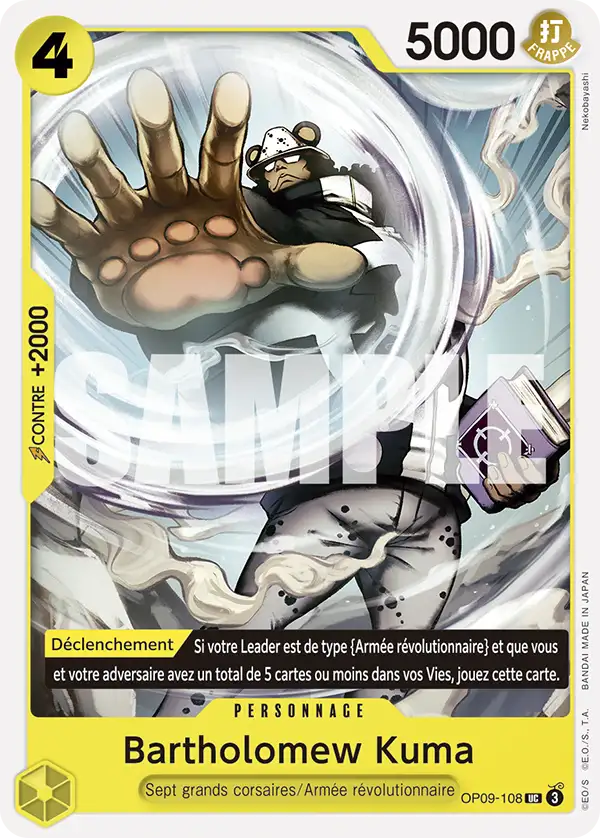 4
5000
打
FRAPPE
Nekobayashi
CONTRE +2000
SAMPLE
Déclenchement Si votre Leader est de type {Armée révolutionnaire} et que vous
et votre adversaire avez un total de 5 cartes ou moins dans vos Vies, jouez cette carte.
PERSONNAGE
Bartholomew Kuma
Sept grands corsaires/Armée révolutionnaire
OP09-108 UC 3
©EO/S ©E.O./S., T.A. BANDAI MADE IN JAPAN